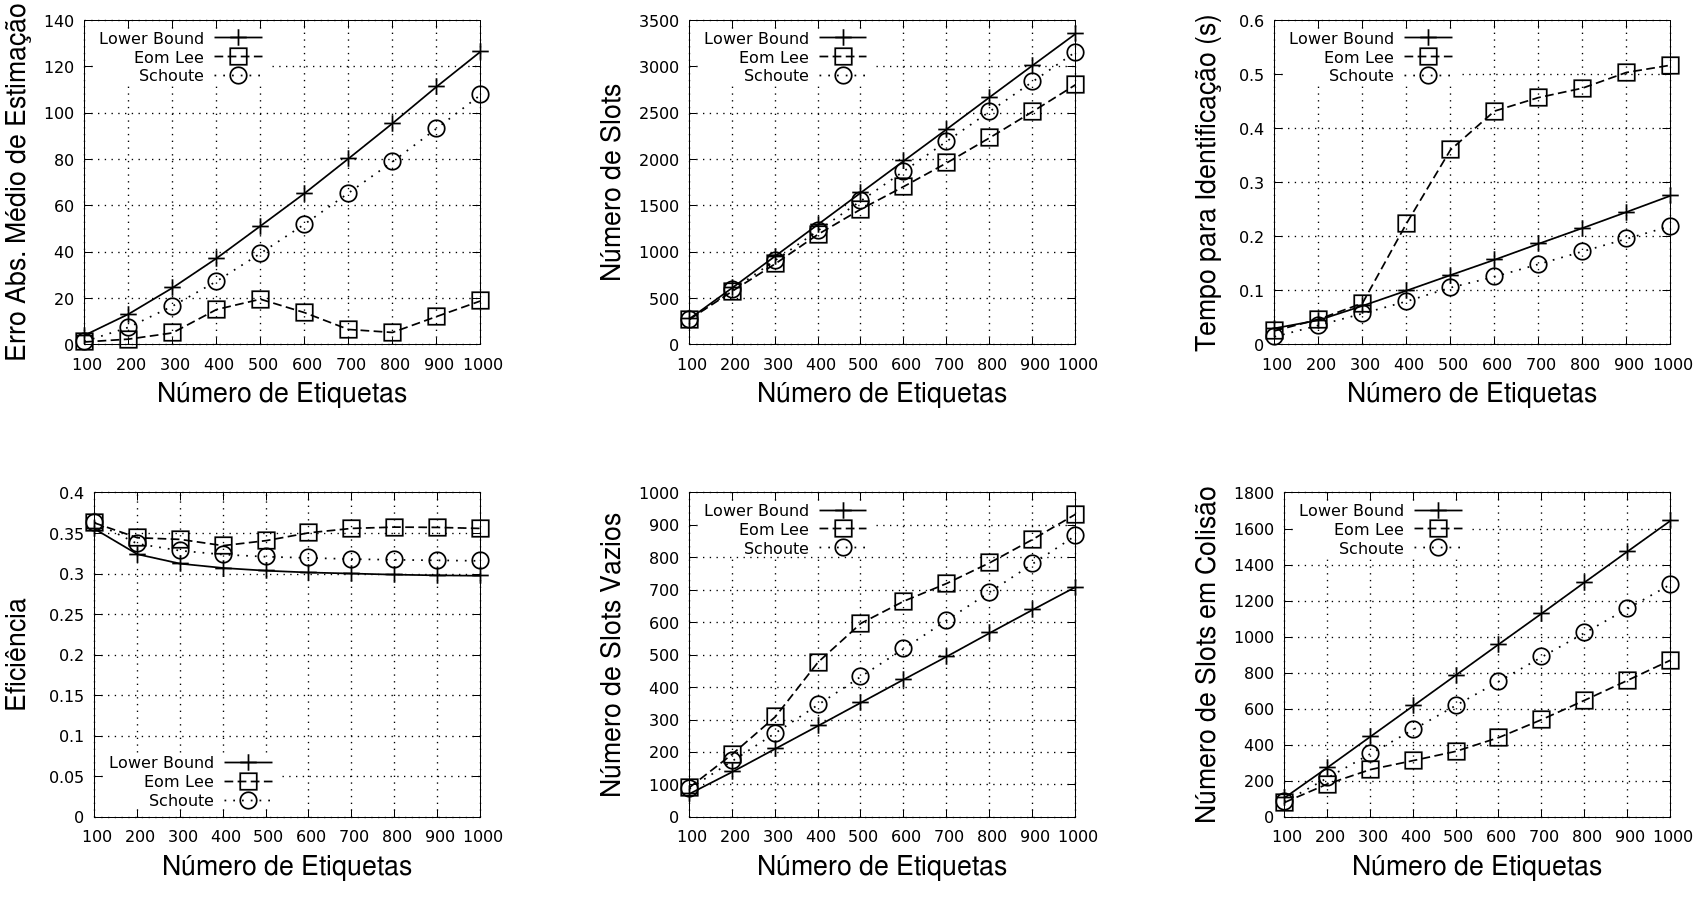 Erro Abs. Médio de Estimação
140
120
100
80
60
40
20
0
Lower Bound
Eom Lee
Schoute
100 200 300 400 500 600 700 800 900 1000
Número de Etiquetas
Número de Slots
3500
3000
2500
2000
1500
1000
500
0
Lower Bound
Eom Lee
Schoute
100 200 300 400 500 600 700 800 900 1000
Número de Etiquetas
Tempo para Identificação (s)
0.6
0.5
0.4
0.3
0.2
0.1
0
Lower Bound
Eom Lee
Schoute
100 200 300 400 500 600 700 800 900 1000
Número de Etiquetas
Eficiência
0.4
0.35
0.3
0.25
0.2
0.15
0.1
0.05
0
Lower Bound
Eom Lee
Schoute
100 200 300 400 500 600 700 800 900 1000
Número de Etiquetas
Número de Slots Vazios
1000
900
800
700
600
500
400
300
200
100
0
Lower Bound
Eom Lee
Schoute
100 200 300 400 500 600 700 800 900 1000
Número de Etiquetas
Número de Slots em Colisão
1800
1600
1400
1200
1000
800
600
400
200
0
Lower Bound
Eom Lee
Schoute
100 200 300 400 500 600 700 800 900 1000
Número de Etiquetas